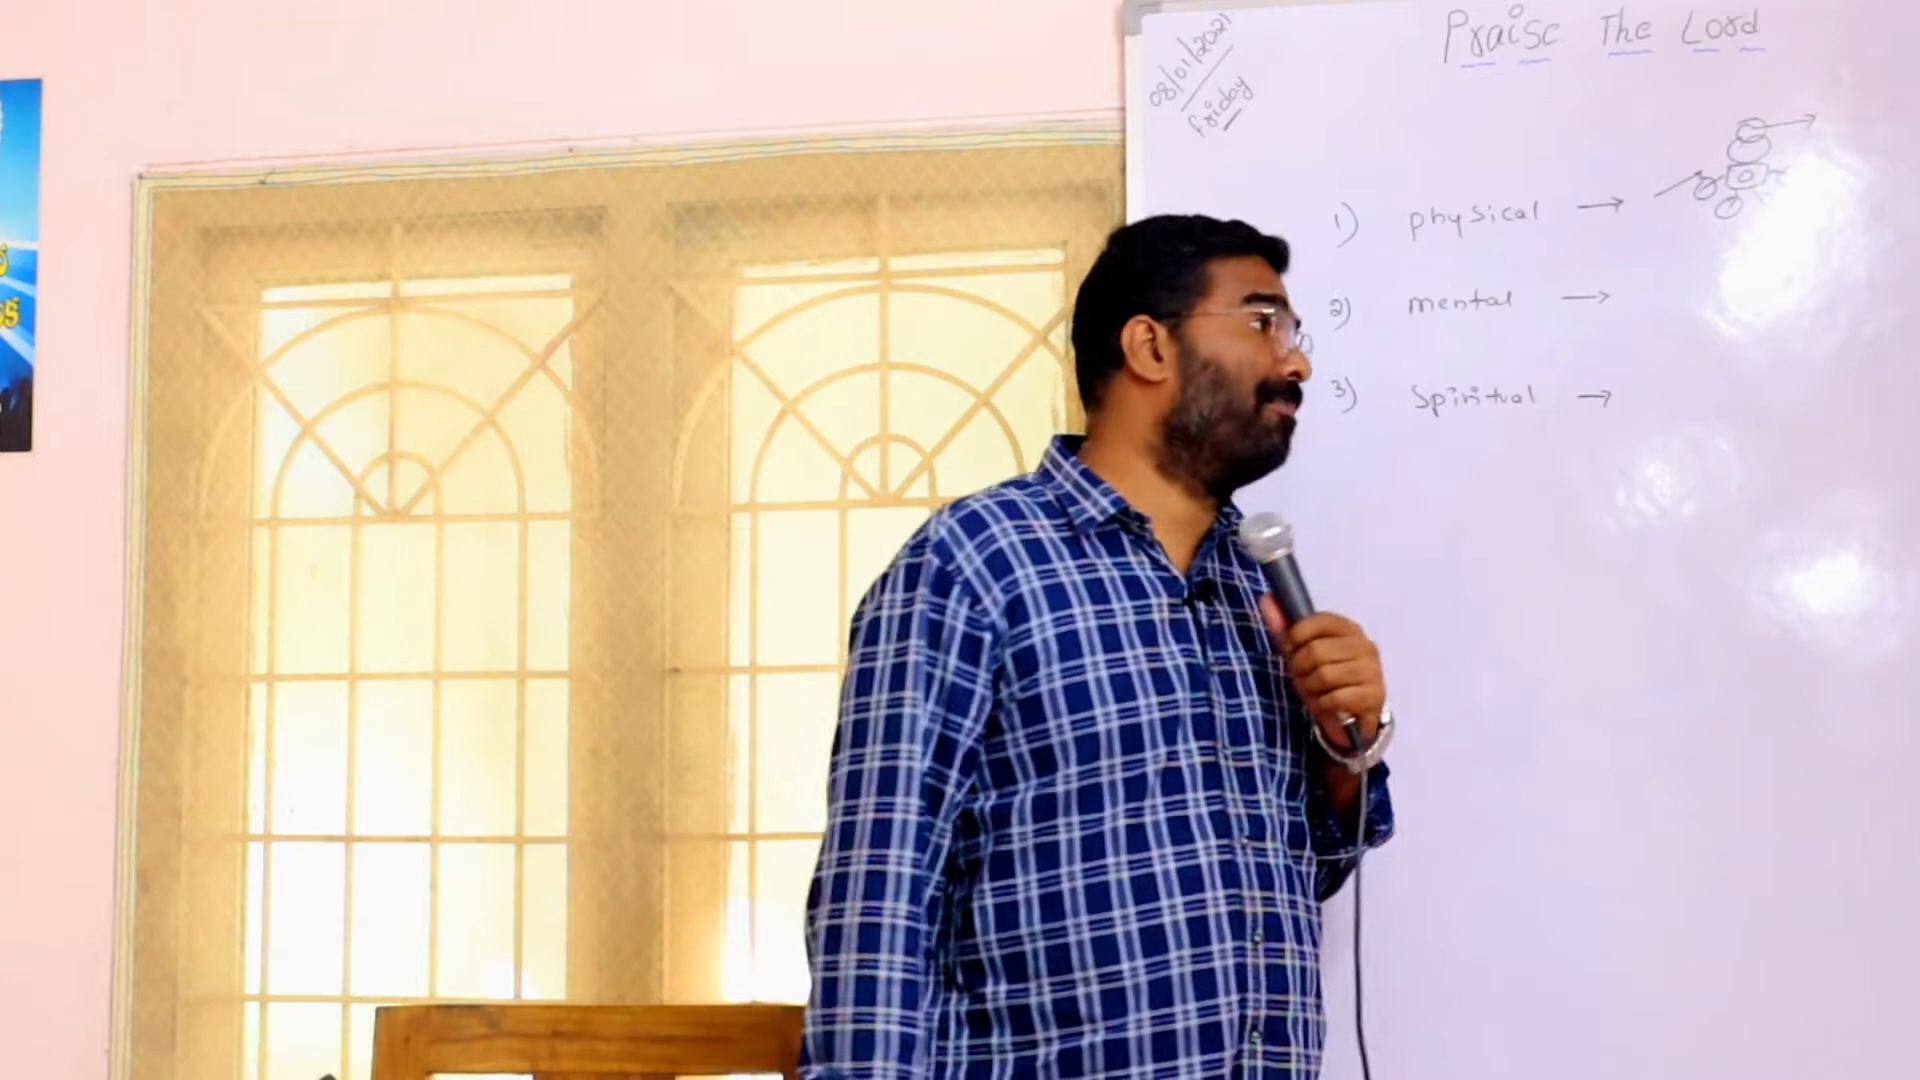 08/01/2021
Friday
Praise The Lord
1) physical →
2) mental →
3) Spiritual →